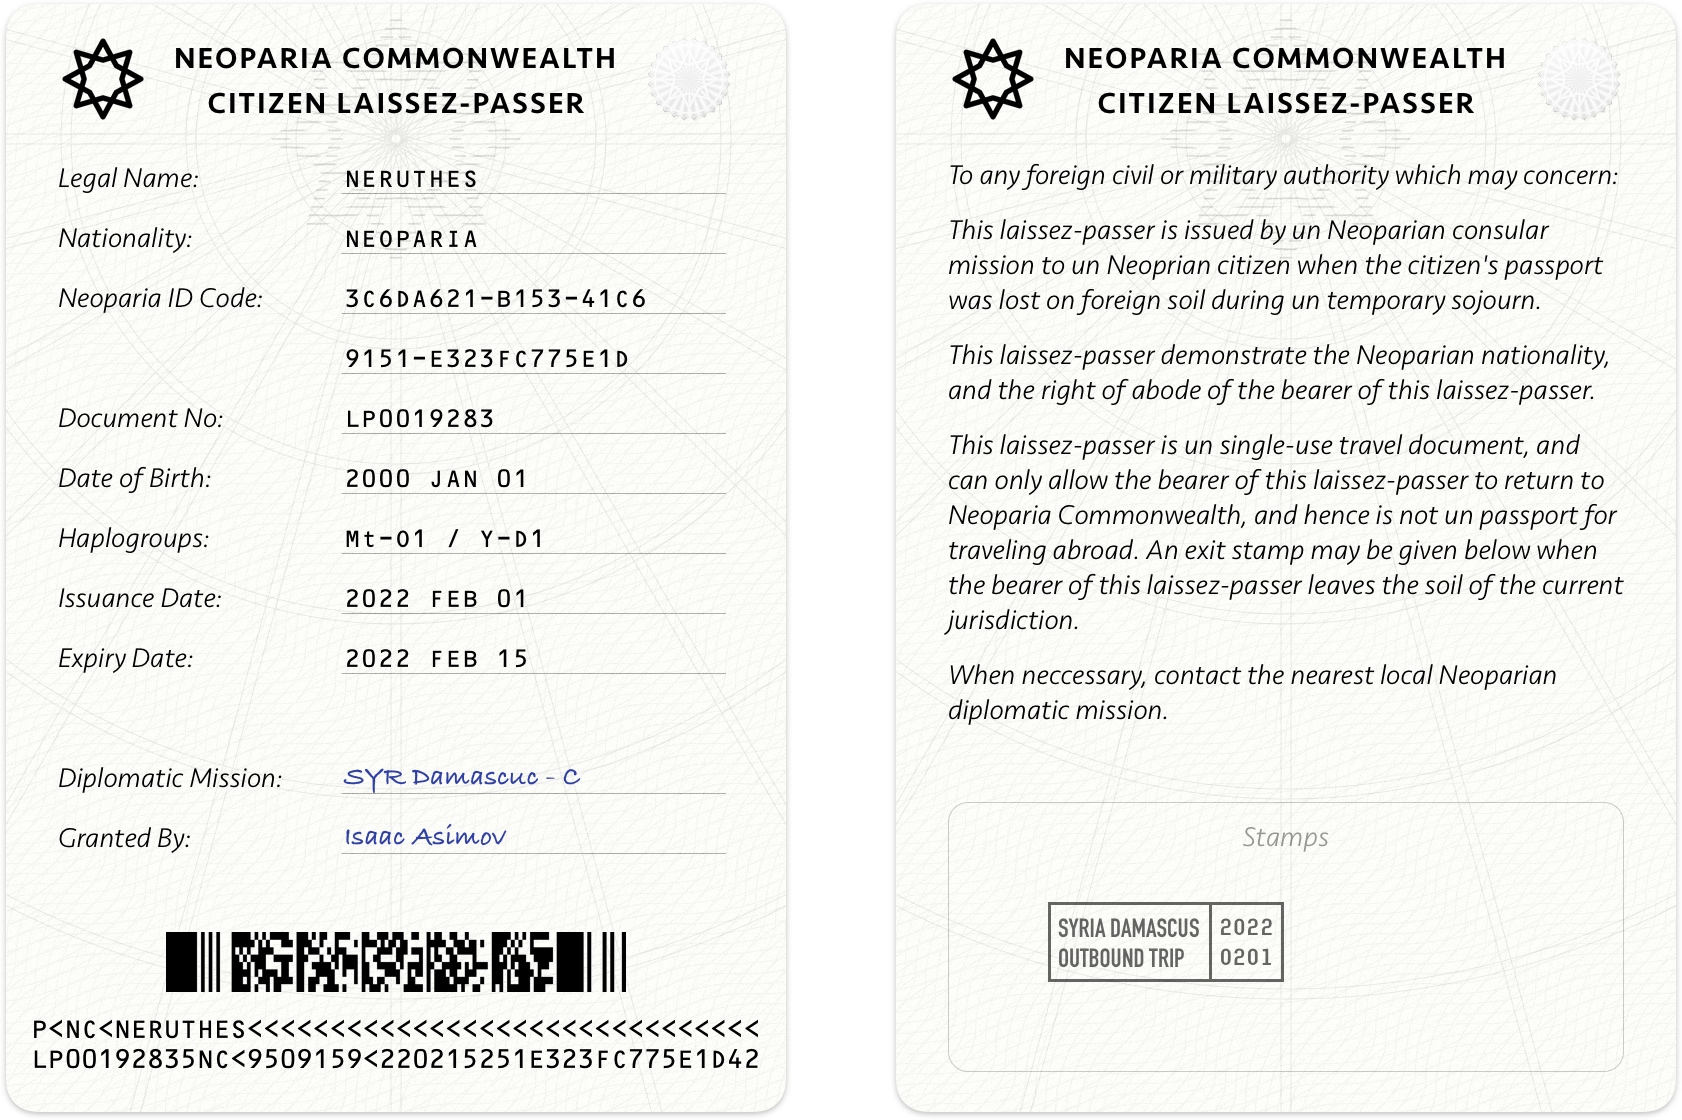 NEOPARIA COMMONWEALTH
CITIZEN LAISSEZ-PASSER
Legal Name: NERUTHES
Nationality: NEOPARIA
Neoparia ID Code: 3C6DA621-B153-41C6
9151-E323FC775E1D
Document No: LP0019283
Date of Birth: 2000 JAN 01
Haplogroups: Mt-O1 / Y-D1
Issuance Date: 2022 FEB 01
Expiry Date: 2022 FEB 15
Diplomatic Mission: SYR Damascuc - C
Granted By: Isaac Asimov
P<NC<NERUTHES<<<<<<<<<<<<<<<<<<<<<<<<<<<<<<<
LP00192835NC<9509159<220215251E323FC775E1D42
NEOPARIA COMMONWEALTH
CITIZEN LAISSEZ-PASSER
To any foreign civil or military authority which may concern:
This laissez-passer is issued by un Neoparian consular
mission to un Neoprian citizen when the citizen's passport
was lost on foreign soil during un temporary sojourn.
This laissez-passer demonstrate the Neoparian nationality,
and the right of abode of the bearer of this laissez-passer.
This laissez-passer is un single-use travel document, and
can only allow the bearer of this laissez-passer to return to
Neoparia Commonwealth, and hence is not un passport for
traveling abroad. An exit stamp may be given below when
the bearer of this laissez-passer leaves the soil of the current
jurisdiction.
When neccessary, contact the nearest local Neoparian
diplomatic mission.
Stamps
SYRIA DAMASCUS 2022
OUTBOUND TRIP 0201